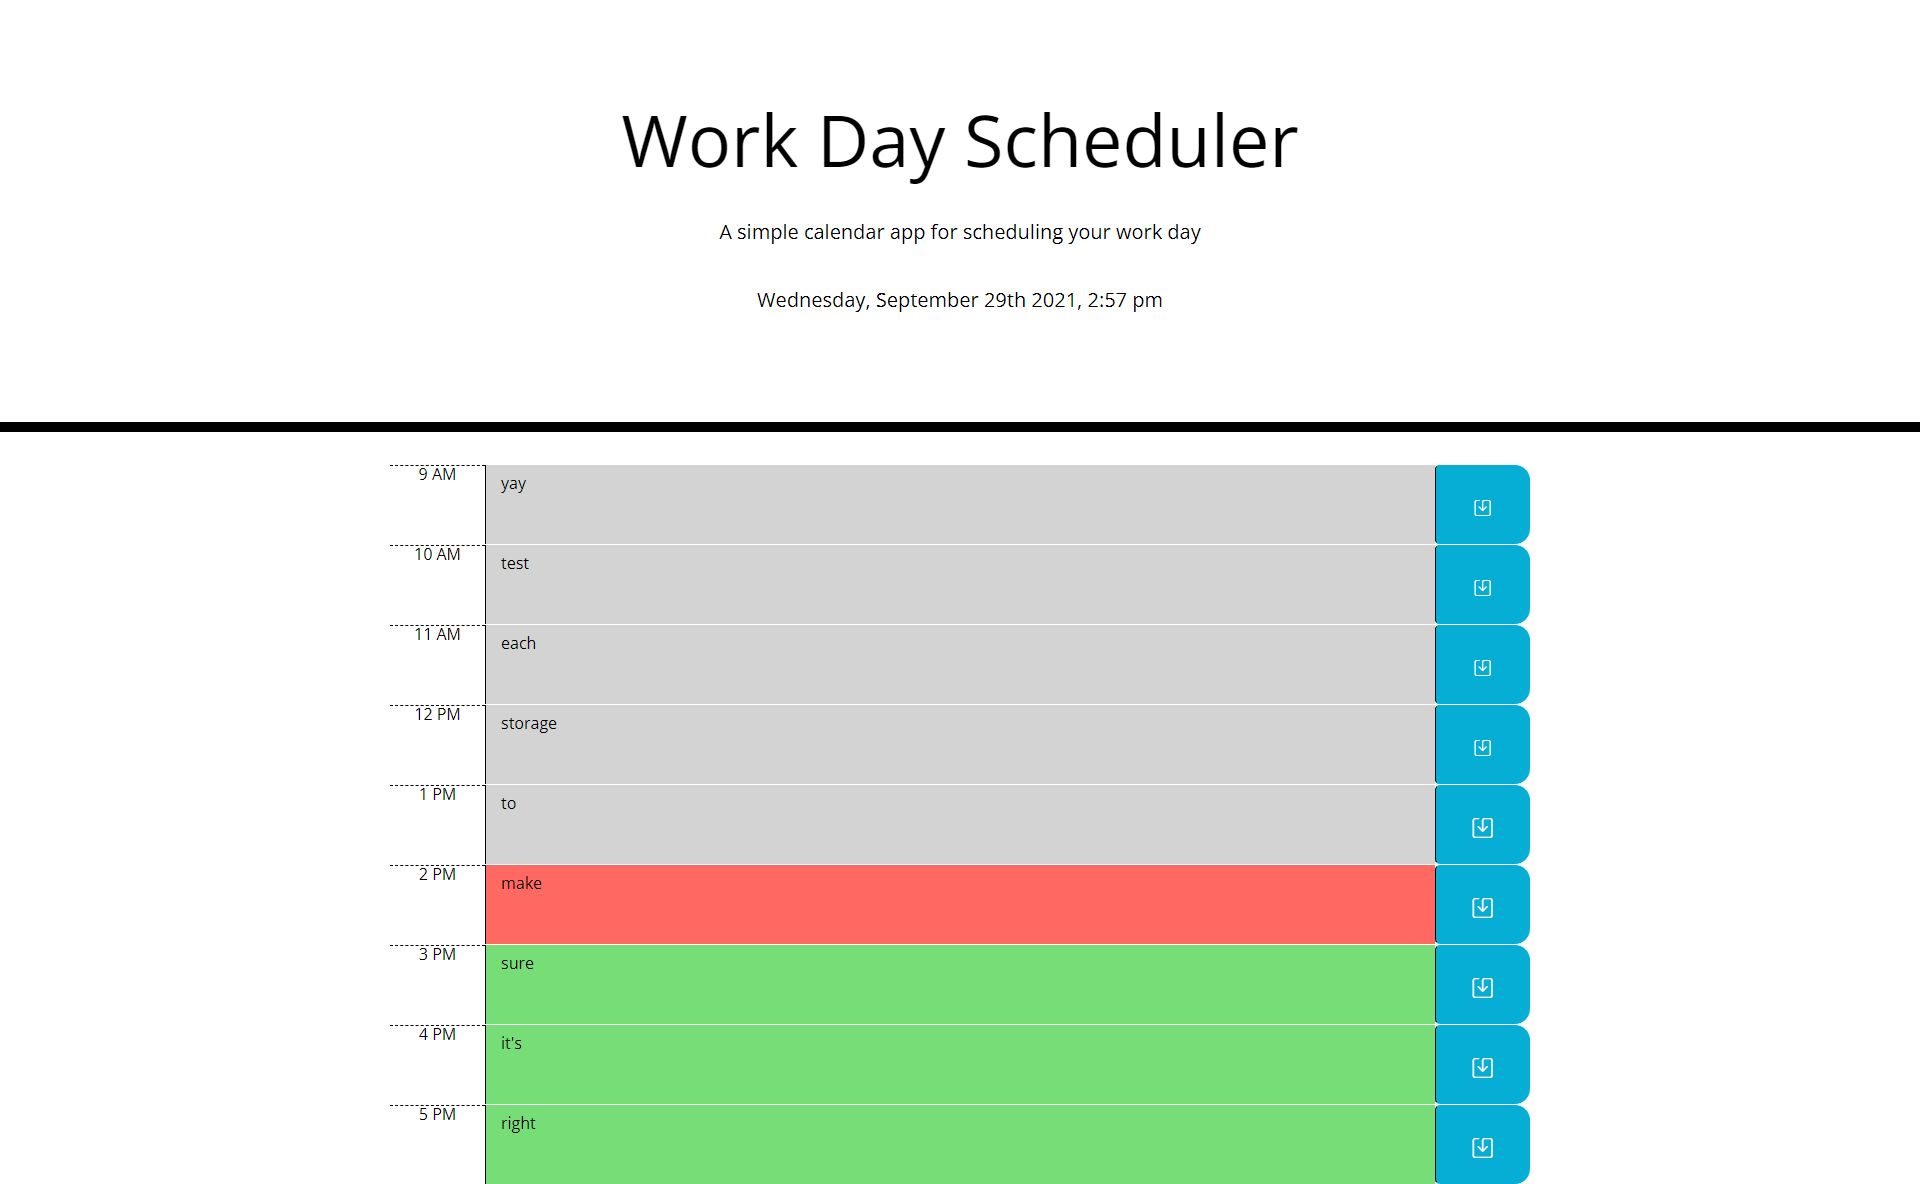 Work Day Scheduler
A simple calendar app for scheduling your work day
Wednesday, September 29th 2021, 2:57 pm
9 AM yay
10 AM test
11 AM each
12 PM storage
1 PM to
2 PM make
3 PM sure
4 PM it's
5 PM right